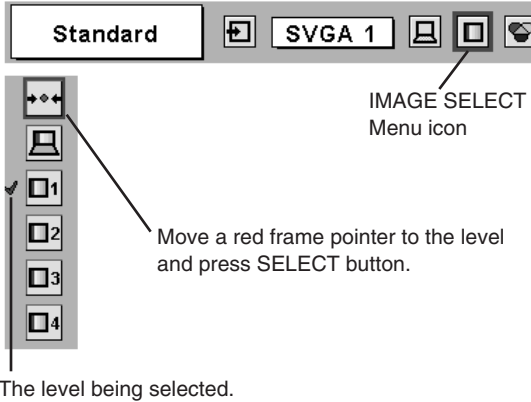 Standard
SVGA 1
IMAGE SELECT
Menu icon
1
Move a red frame pointer to the level
and press SELECT button.
2
3
4
The level being selected.